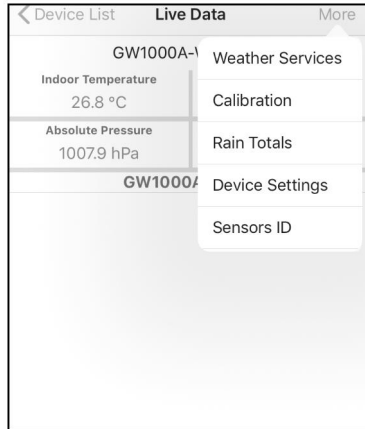 Device List Live Data More
GW1000A-
Weather Services
Indoor Temperature
26.8 °C
Calibration
Absolute Pressure
1007.9 hPa
Rain Totals
GW1000
Device Settings
Sensors ID